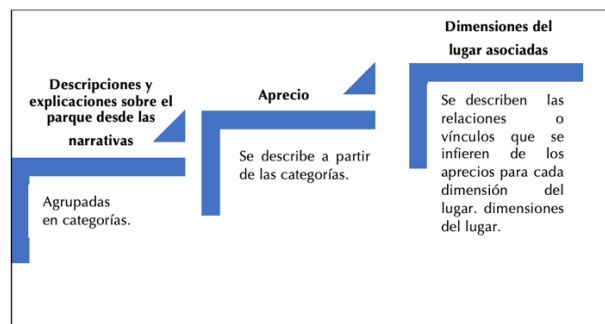 Descripciones y
explicaciones sobre el
parque desde las
narrativas
Agrupadas
en categorías.
Aprecio
Se describe a partir
de las categorías.
Dimensiones del
lugar asociadas
Se describen las
relaciones o
vínculos que se
infieren de los
aprecios para cada
dimensión del
lugar. dimensiones
del lugar.